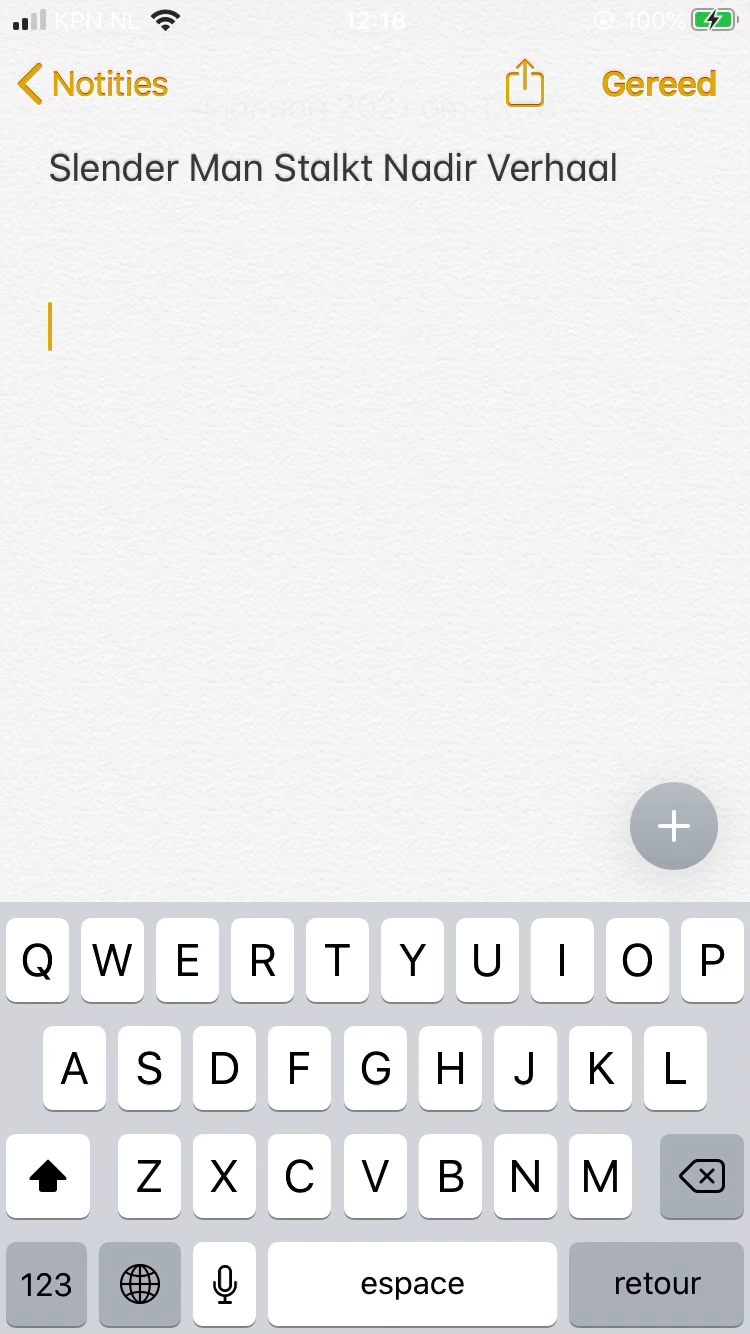 KPN NL 12:18 100%
Notities Gereed
Slender Man Stalkt Nadir Verhaal
Q W E R T Y U I O P
A S D F G H J K L
Z X C V B N M
123 espace retour